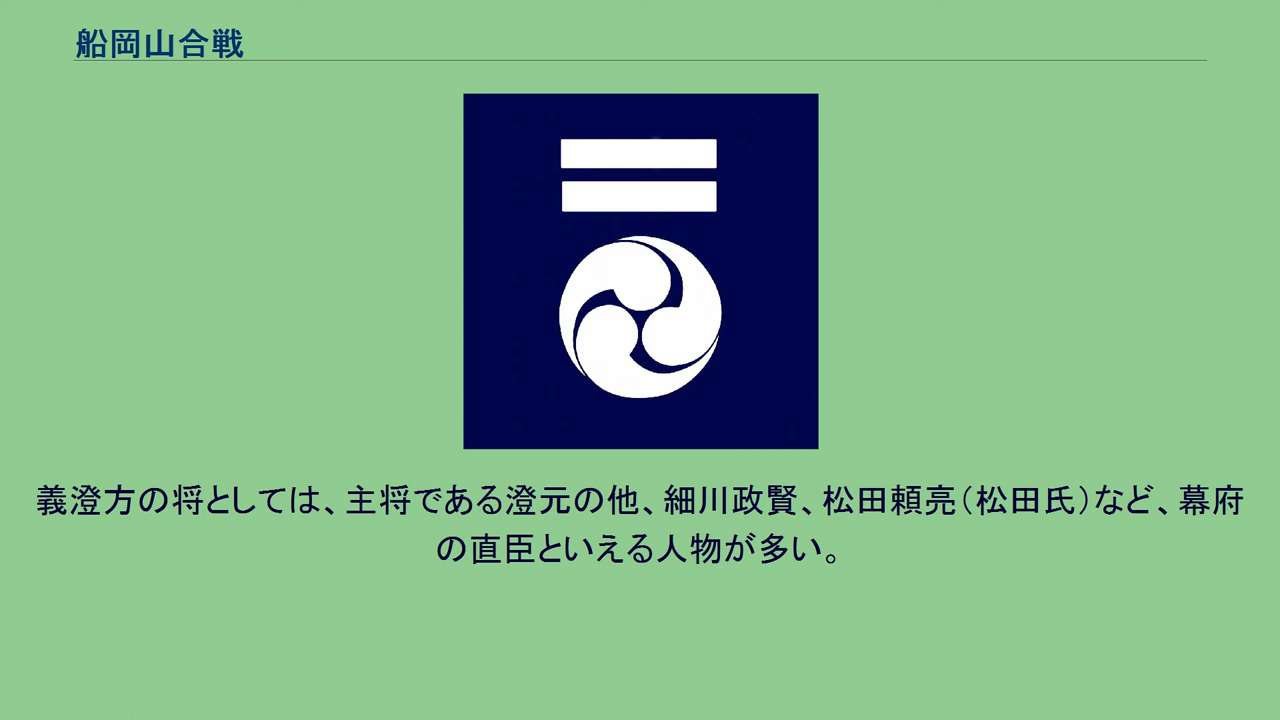 船岡山合戦
義澄方の将としては、主将である澄元の他、細川政賢、松田頼亮（松田氏）など、幕府
の直臣といえる人物が多い。